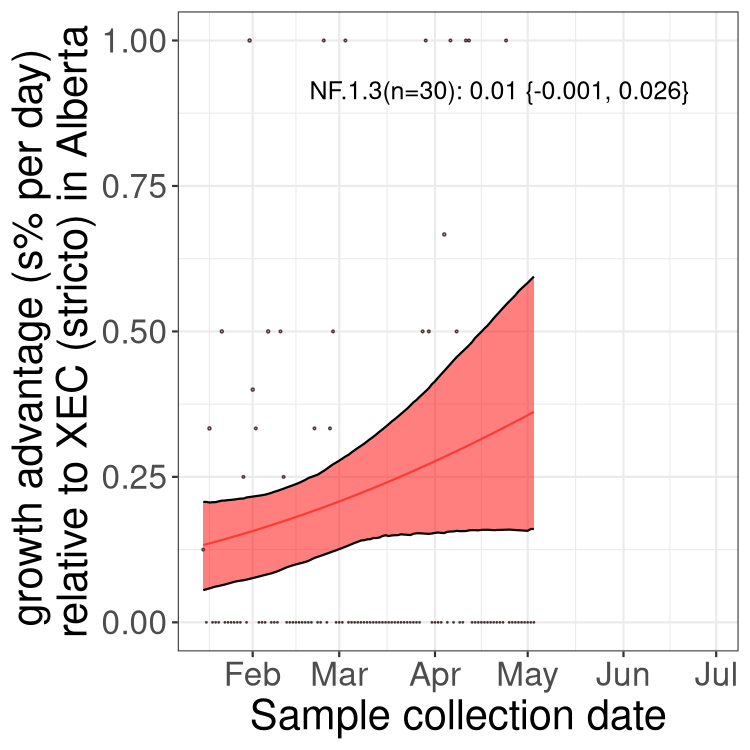 growth advantage (s% per day)
relative to XEC (stricto) in Alberta
1.00
0.75
0.50
0.25
0.00
NF.1.3(n=30): 0.01 {-0.001, 0.026}
Feb Mar Apr May Jun Jul
Sample collection date